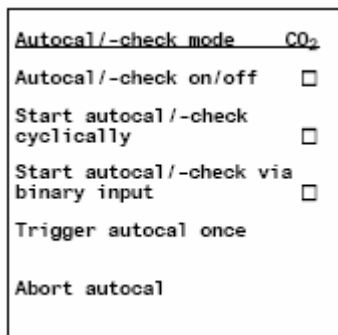 Autocal/-check mode CO₂
Autocal/-check on/off □
Start autocal/-check
cyclically □
Start autocal/-check via
binary input □
Trigger autocal once
Abort autocal